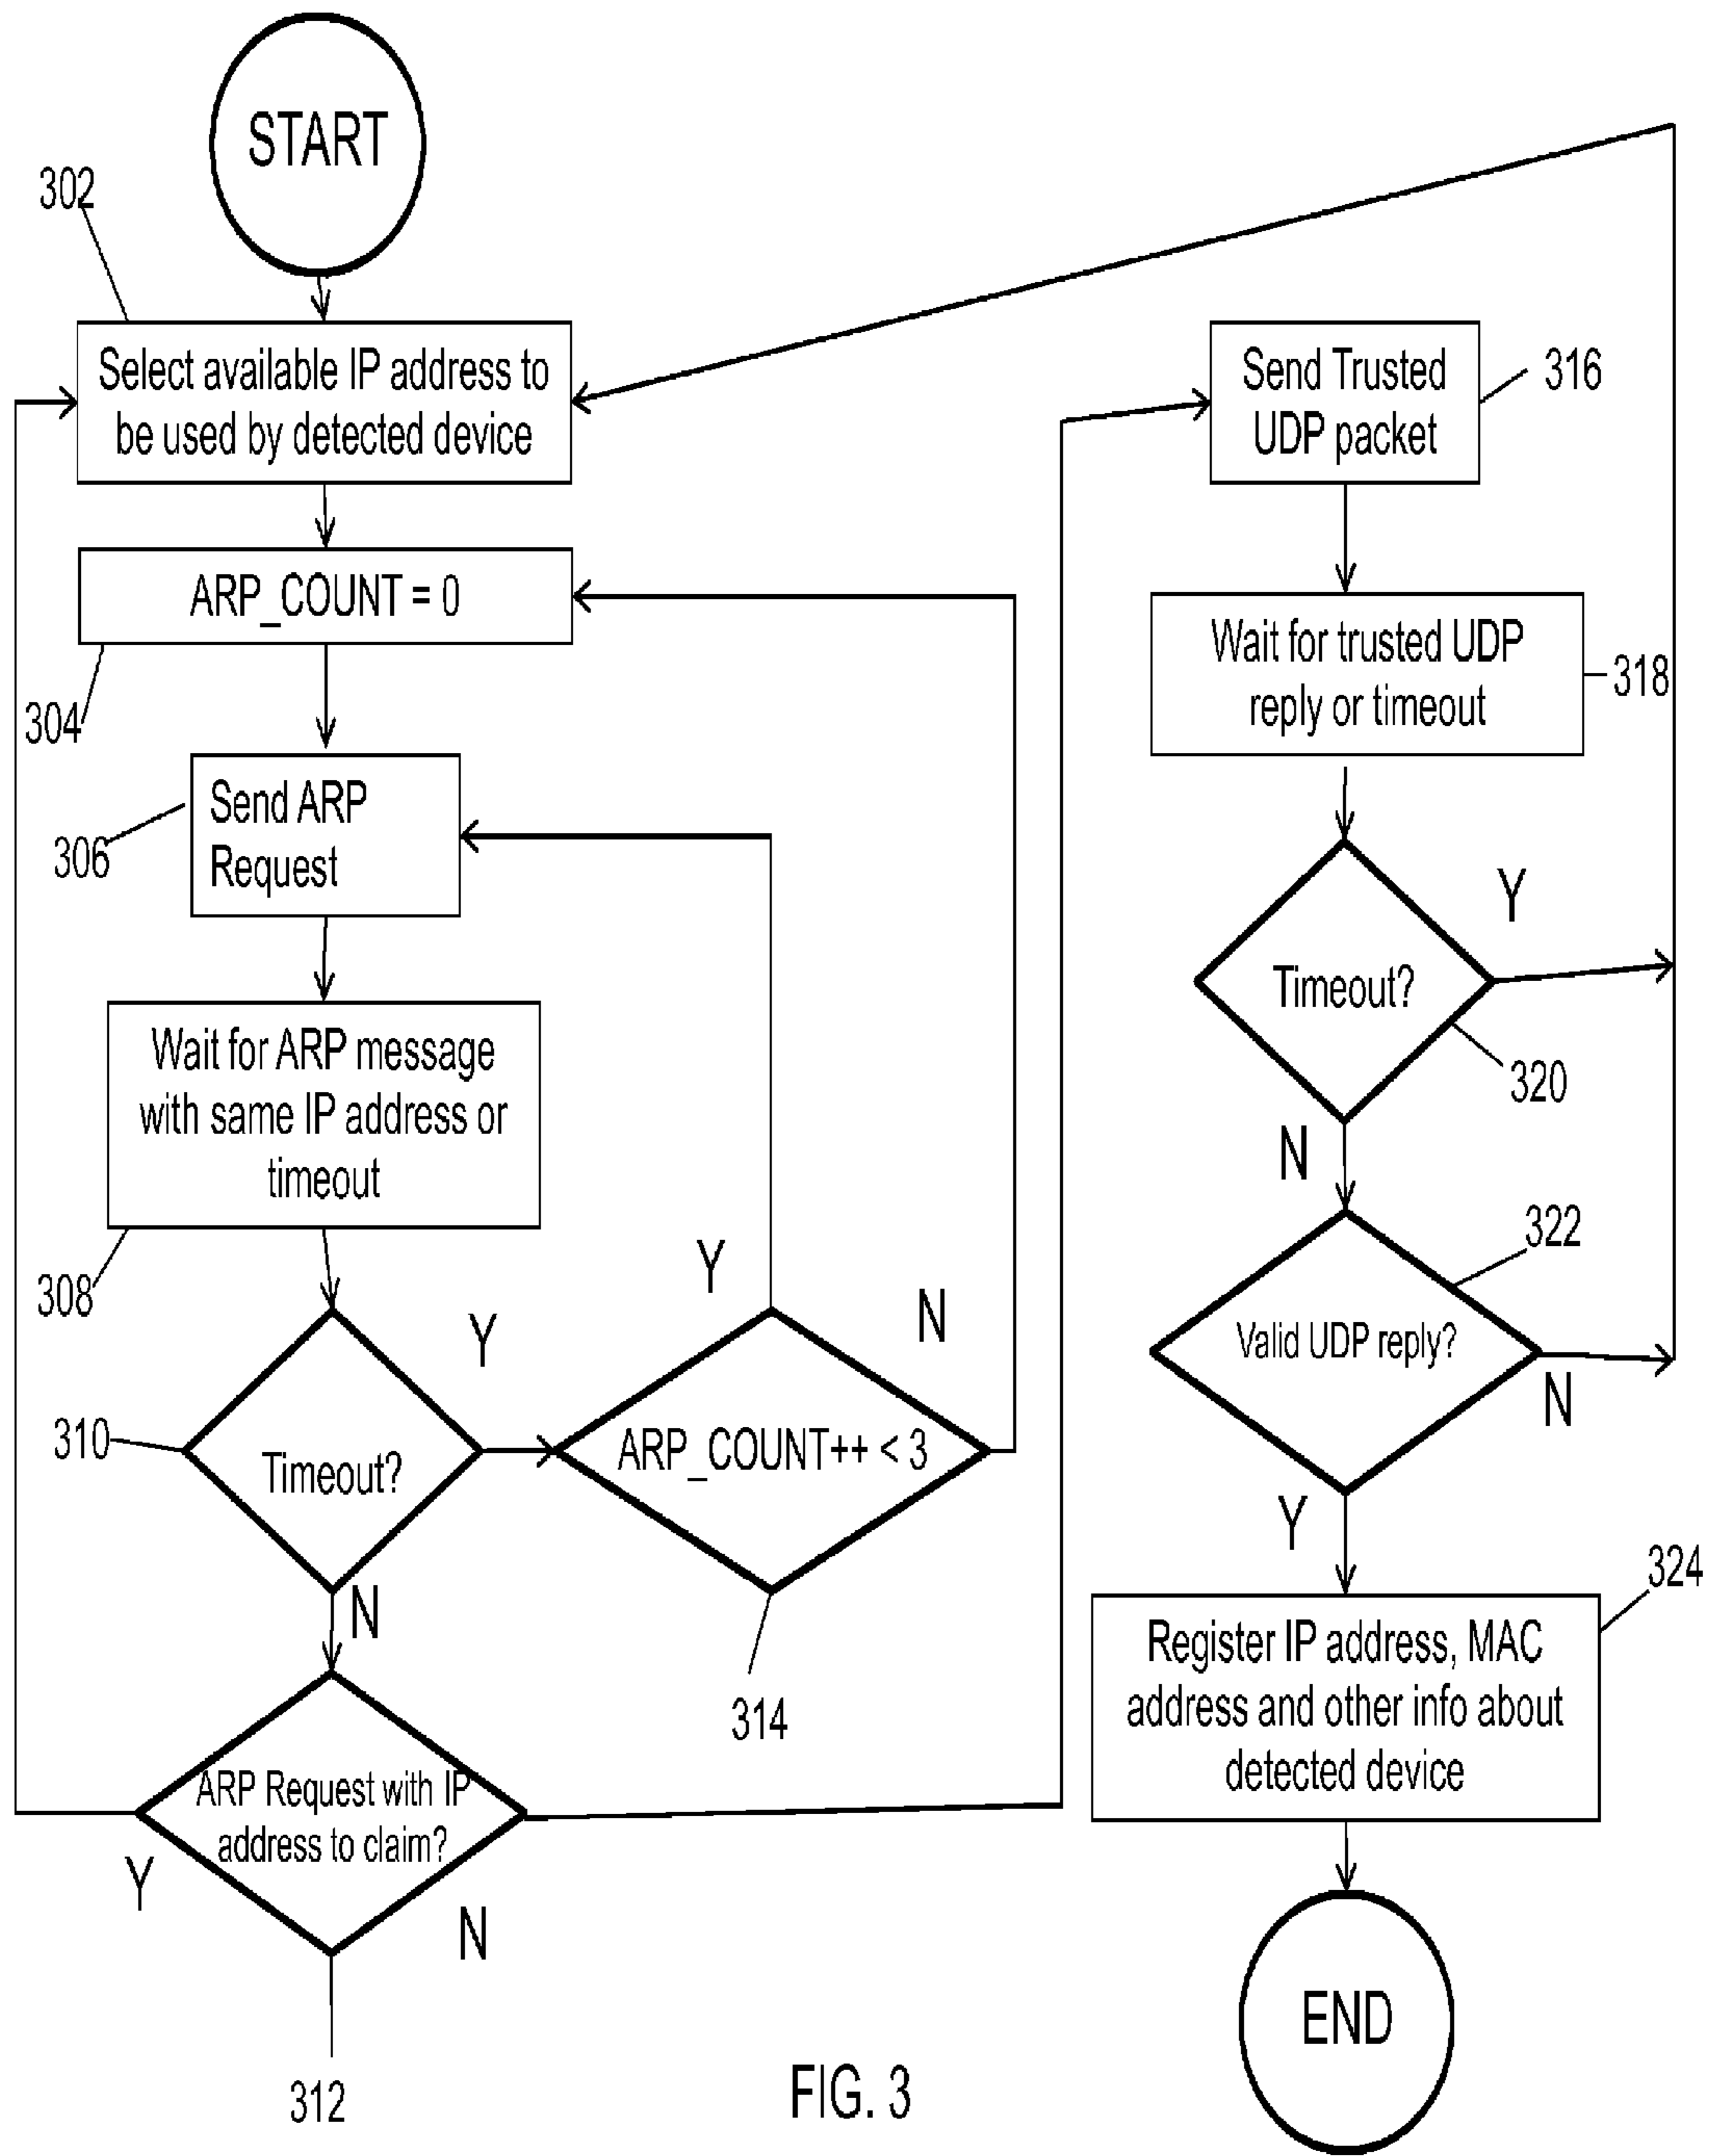 START
302
Select available IP address to
be used by detected device
ARP_COUNT = 0
304
Send ARP
Request
306
Wait for ARP message
with same IP address or
timeout
308
Y
N
Y
310
Timeout?
ARP_COUNT++ < 3
N
314
ARP Request with IP
address to claim?
Y
N
312
Send Trusted
UDP packet
316
Wait for trusted UDP
reply or timeout
318
Y
Timeout?
320
N
322
Valid UDP reply?
N
Y
324
Register IP address, MAC
address and other info about
detected device
END
FIG. 3